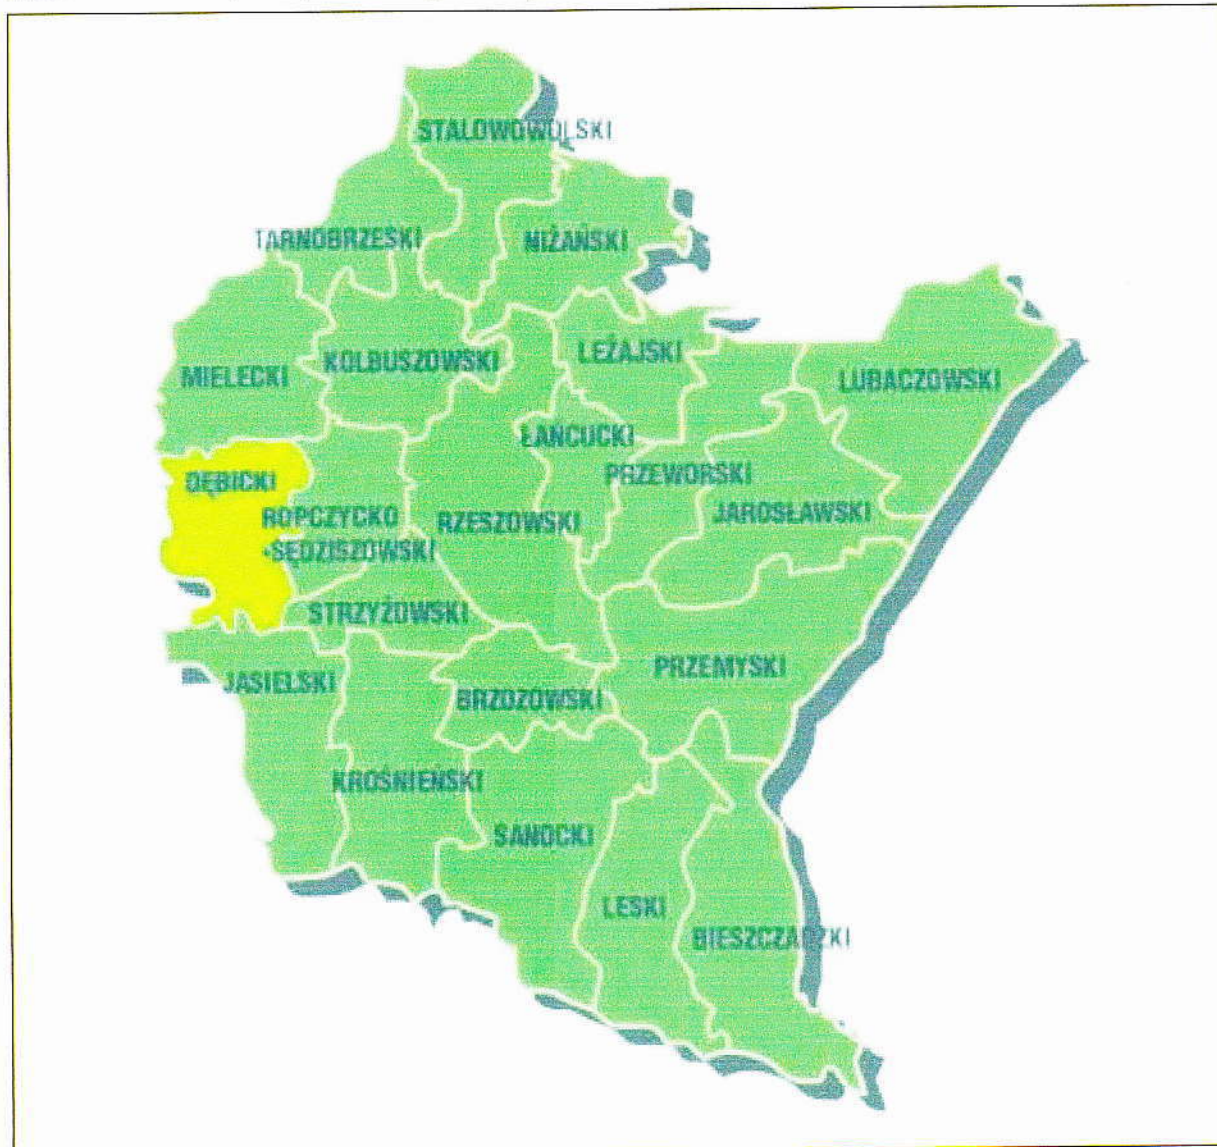 STALOWOWOLSKI
TARNOBRZESKI
NIŻAŃSKI
MIELECKI
KOLBUSZOWSKI
LEŻAJSKI
LUBACZOWSKI
ŁAŃCUCKI
DĘBICKI
PRZEWORSKI
ROPCZYCKO
-SĘDZISZOWSKI
RZESZOWSKI
JAROSŁAWSKI
STRZYŻOWSKI
JASIELSKI
BRZOZOWSKI
PRZEMYSKI
KROŚNIEŃSKI
SANOCKI
LESKI
BIESZCZADZKI